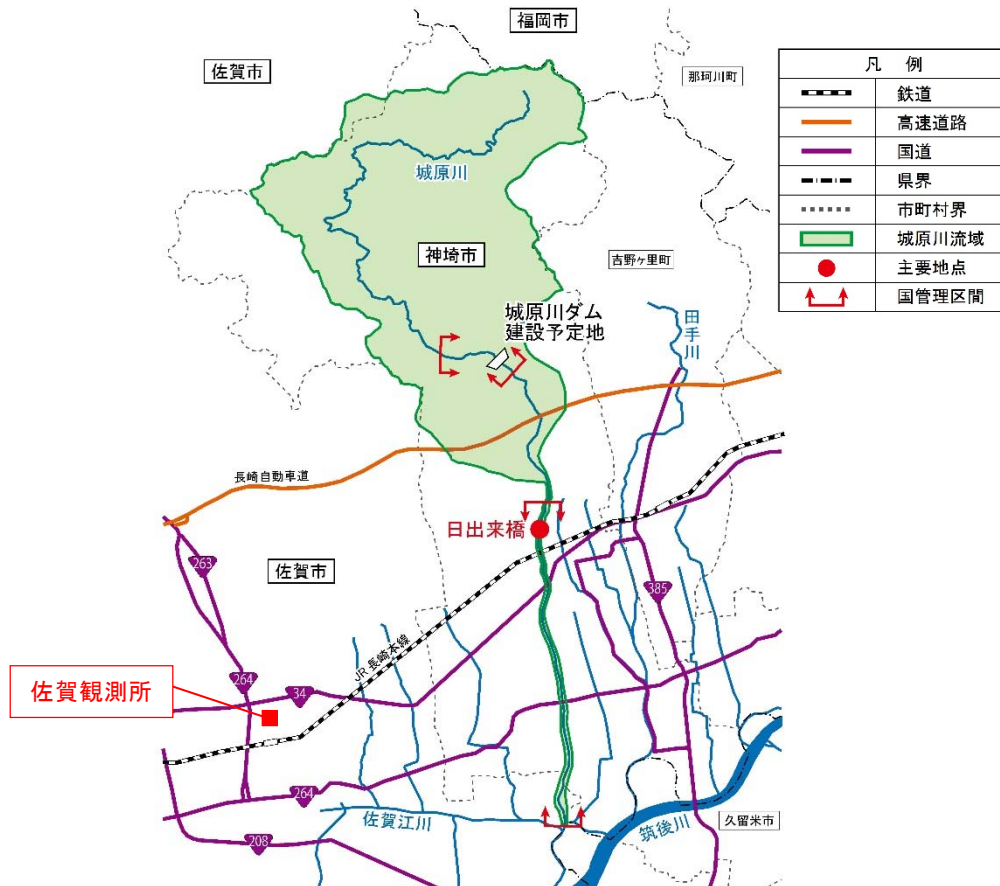 福岡市
佐賀市
那珂川町
凡 例
鉄道
高速道路
国道
県界
市町村界
城原川流域
主要地点
国管理区間
城原川
神埼市
吉野ヶ里町
城原川ダム
建設予定地
田手川
長崎自動車道
日出来橋
263
佐賀市
385
JR長崎本線
264
34
佐賀観測所
264
佐賀江川
208
筑後川
久留米市